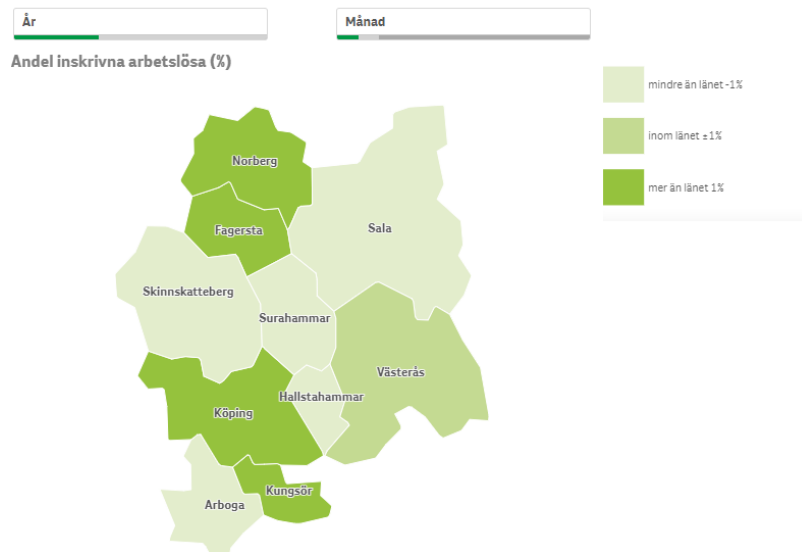 År
Månad
Andel inskrivna arbetslösa (%)
mindre än länet -1%
inom länet ±1%
mer än länet 1%
Norberg
Fagersta
Sala
Skinnskatteberg
Surahammar
Västerås
Hallstahammar
Köping
Kungsör
Arboga